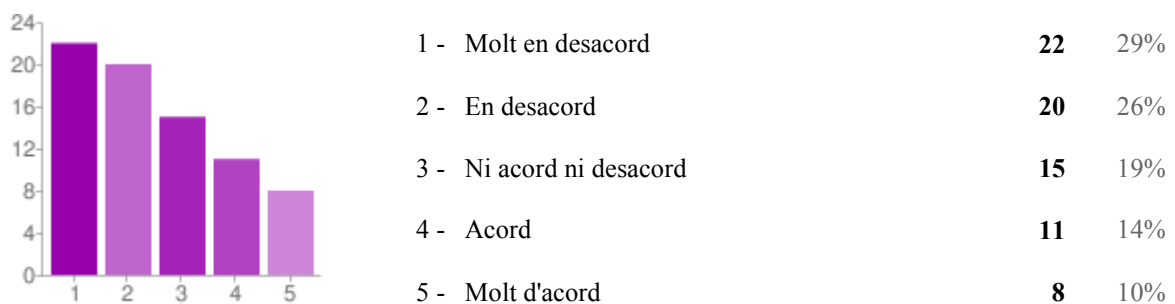 24
20
16
12
8
4
0
1 2 3 4 5
1 - Molt en desacord 22 29%
2 - En desacord 20 26%
3 - Ni acord ni desacord 15 19%
4 - Acord 11 14%
5 - Molt d'acord 8 10%